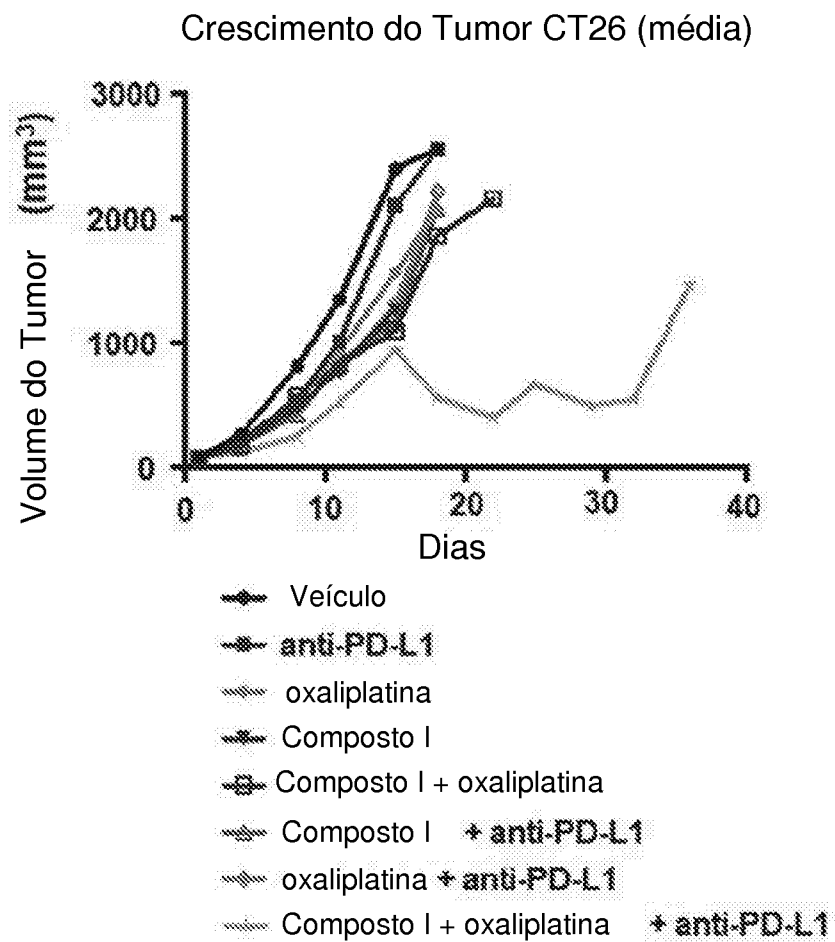 Crescimento do Tumor CT26 (média)
3000
2000
1000
0
Volume do Tumor (mm³)
0 10 20 30 40
Dias
Veículo
anti-PD-L1
oxaliplatina
Composto I
Composto I + oxaliplatina
Composto I + anti-PD-L1
oxaliplatina + anti-PD-L1
Composto I + oxaliplatina + anti-PD-L1